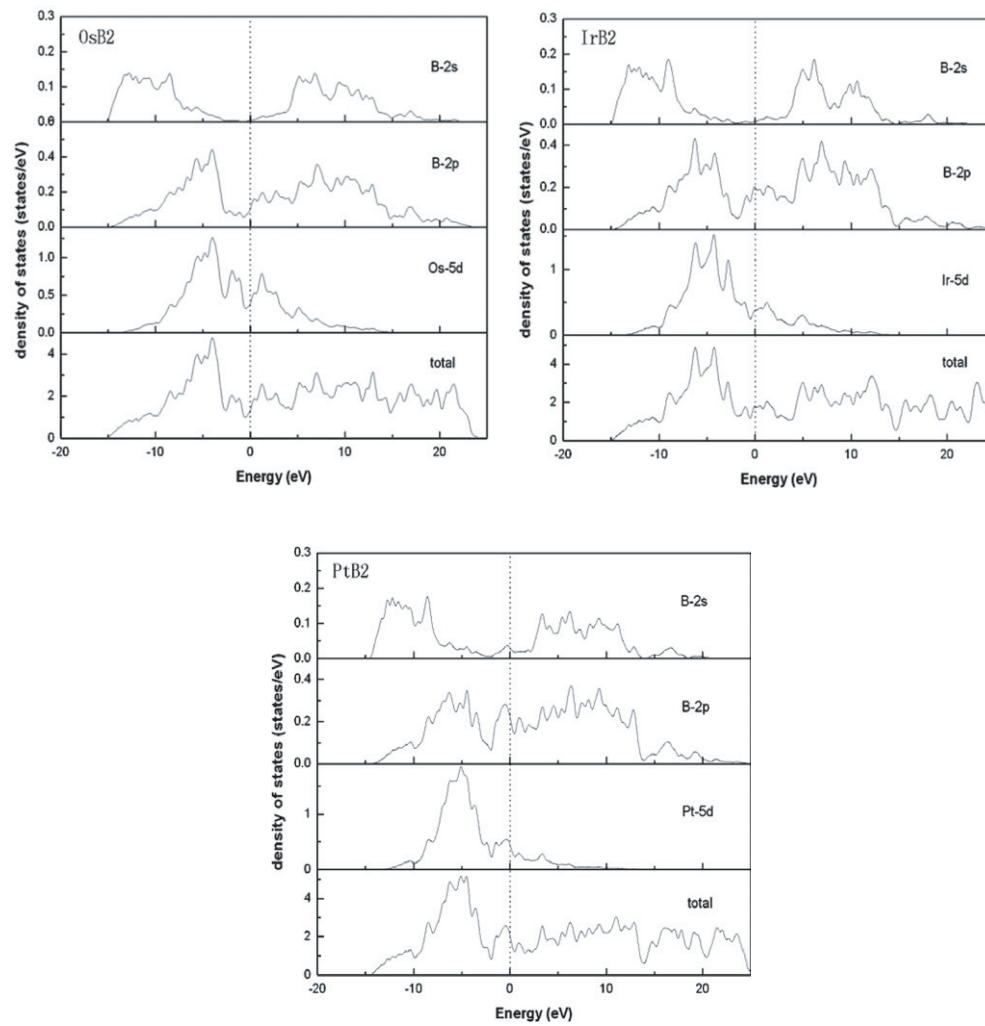 OsB2
density of states (states/eV)
0.3
0.2
0.1
0.0
B-2s
0.4
0.2
0.0
B-2p
1.0
0.5
0.0
Os-5d
4
2
0
total
-20 -10 0 10 20
Energy (eV)
IrB2
density of states (states/eV)
0.3
0.2
0.1
0.0
B-2s
0.4
0.2
0.0
B-2p
1
0
Ir-5d
4
2
0
total
-20 -10 0 10 20
Energy (eV)
PtB2
density of states (states/eV)
0.3
0.2
0.1
0.0
B-2s
0.4
0.2
0.0
B-2p
1
0
Pt-5d
4
2
0
total
-20 -10 0 10 20
Energy (eV)